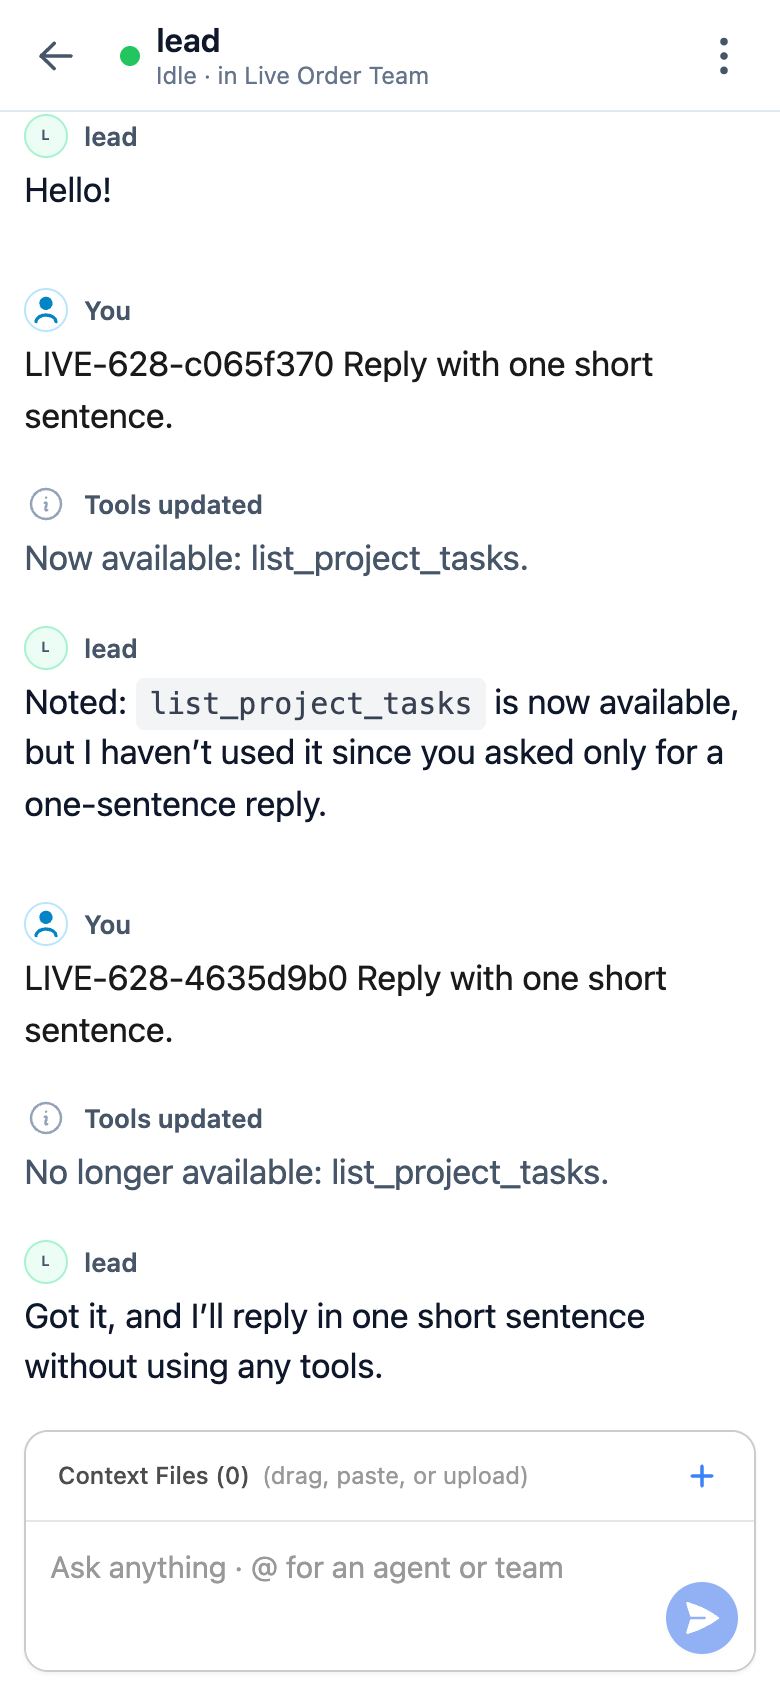 lead
Idle · in Live Order Team
L lead
Hello!
You
LIVE-628-c065f370 Reply with one short
sentence.
Tools updated
Now available: list_project_tasks.
L lead
Noted: list_project_tasks is now available,
but I haven’t used it since you asked only for a
one-sentence reply.
You
LIVE-628-4635d9b0 Reply with one short
sentence.
Tools updated
No longer available: list_project_tasks.
L lead
Got it, and I’ll reply in one short sentence
without using any tools.
Context Files (0) (drag, paste, or upload)
Ask anything · @ for an agent or team